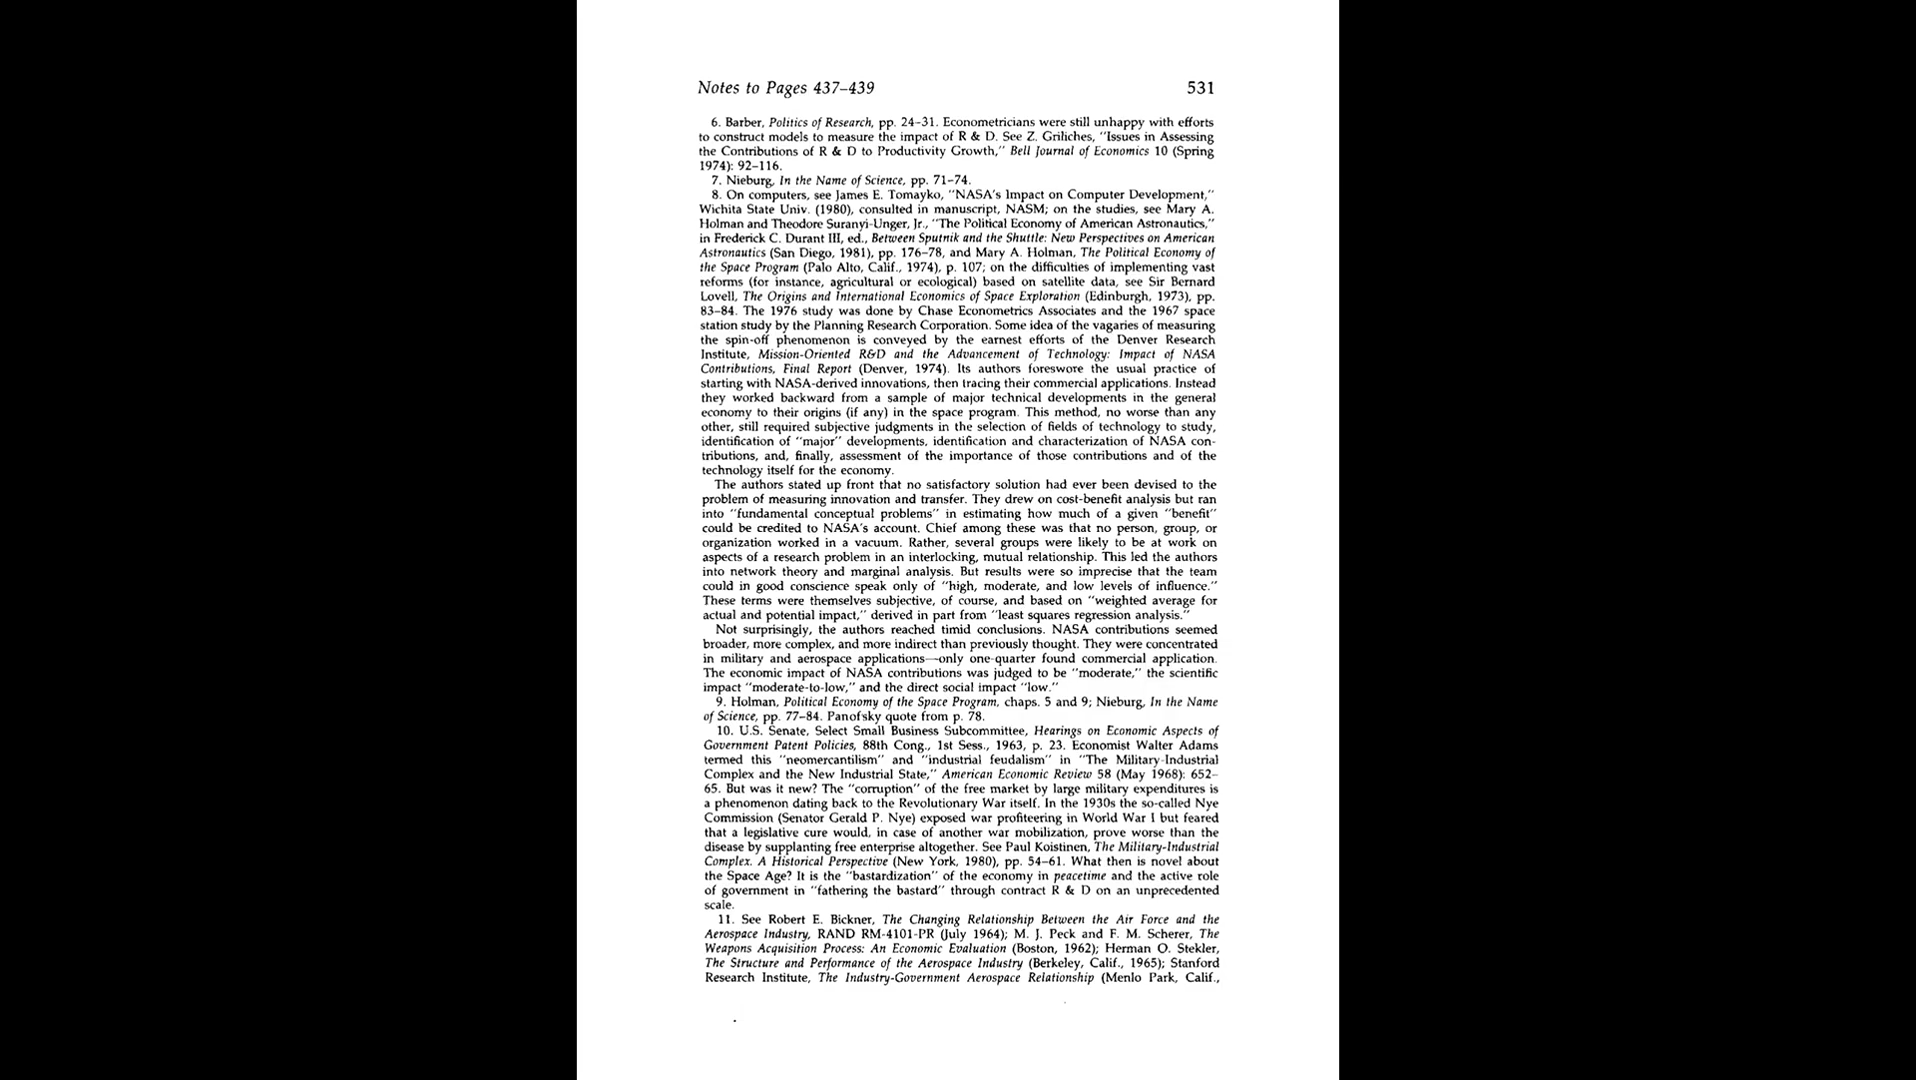 Notes to Pages 437–439 531
6. Barber, Politics of Research, pp. 24–31. Econometricians were still unhappy with efforts
to construct models to measure the impact of R & D. See Z. Griliches, "Issues in Assessing
the Contributions of R & D to Productivity Growth," Bell Journal of Economics 10 (Spring
1974): 92–116.
7. Nieburg, In the Name of Science, pp. 71–74.
8. On computers, see James E. Tomayko, "NASA's Impact on Computer Development,"
Wichita State Univ. (1980), consulted in manuscript, NASM; on the studies, see Mary A.
Holman and Theodore Suranyi-Unger, Jr., "The Political Economy of American Astronautics,"
in Frederick C. Durant III, ed., Between Sputnik and the Shuttle: New Perspectives on American
Astronautics (San Diego, 1981), pp. 176–78, and Mary A. Holman, The Political Economy of
the Space Program (Palo Alto, Calif., 1974), p. 107; on the difficulties of implementing vast
reforms (for instance, agricultural or ecological) based on satellite data, see Sir Bernard
Lovell, The Origins and International Economics of Space Exploration (Edinburgh, 1973), pp.
83–84. The 1976 study was done by Chase Econometrics Associates and the 1967 space
station study by the Planning Research Corporation. Some idea of the vagaries of measuring
the spin-off phenomenon is conveyed by the earnest efforts of the Denver Research
Institute, Mission-Oriented R&D and the Advancement of Technology: Impact of NASA
Contributions, Final Report (Denver, 1974). Its authors foreswore the usual practice of
starting with NASA-derived innovations, then tracing their commercial applications. Instead
they worked backward from a sample of major technical developments in the general
economy to their origins (if any) in the space program. This method, no worse than any
other, still required subjective judgments in the selection of fields of technology to study,
identification of "major" developments, identification and characterization of NASA con-
tributions, and, finally, assessment of the importance of those contributions and of the
technology itself for the economy.
The authors stated up front that no satisfactory solution had ever been devised to the
problem of measuring innovation and transfer. They drew on cost-benefit analysis but ran
into "fundamental conceptual problems" in estimating how much of a given "benefit"
could be credited to NASA's account. Chief among these was that no person, group, or
organization worked in a vacuum. Rather, several groups were likely to be at work on
aspects of a research problem in an interlocking, mutual relationship. This led the authors
into network theory and marginal analysis. But results were so imprecise that the team
could in good conscience speak only of "high, moderate, and low levels of influence."
These terms were themselves subjective, of course, and based on "weighted average for
actual and potential impact," derived in part from "least squares regression analysis."
Not surprisingly, the authors reached timid conclusions. NASA contributions seemed
broader, more complex, and more indirect than previously thought. They were concentrated
in military and aerospace applications—only one-quarter found commercial application.
The economic impact of NASA contributions was judged to be "moderate," the scientific
impact "moderate-to-low," and the direct social impact "low."
9. Holman, Political Economy of the Space Program, chaps. 5 and 9; Nieburg, In the Name
of Science, pp. 77–84. Panofsky quote from p. 78.
10. U.S. Senate, Select Small Business Subcommittee, Hearings on Economic Aspects of
Government Patent Policies, 88th Cong., 1st Sess., 1963, p. 23. Economist Walter Adams
termed this "neomercantilism" and "industrial feudalism" in "The Military-Industrial
Complex and the New Industrial State," American Economic Review 58 (May 1968): 652–
65. But was it new? The "corruption" of the free market by large military expenditures is
a phenomenon dating back to the Revolutionary War itself. In the 1930s the so-called Nye
Commission (Senator Gerald P. Nye) exposed war profiteering in World War I but feared
that a legislative cure would, in case of another war mobilization, prove worse than the
disease by supplanting free enterprise altogether. See Paul Koistinen, The Military-Industrial
Complex. A Historical Perspective (New York, 1980), pp. 54–61. What then is novel about
the Space Age? It is the "bastardization" of the economy in peacetime and the active role
of government in "fathering the bastard" through contract R & D on an unprecedented
scale.
11. See Robert E. Bickner, The Changing Relationship Between the Air Force and the
Aerospace Industry, RAND RM-4101-PR (July 1964); M. J. Peck and F. M. Scherer, The
Weapons Acquisition Process: An Economic Evaluation (Boston, 1962); Herman O. Stekler,
The Structure and Performance of the Aerospace Industry (Berkeley, Calif., 1965); Stanford
Research Institute, The Industry-Government Aerospace Relationship (Menlo Park, Calif.,